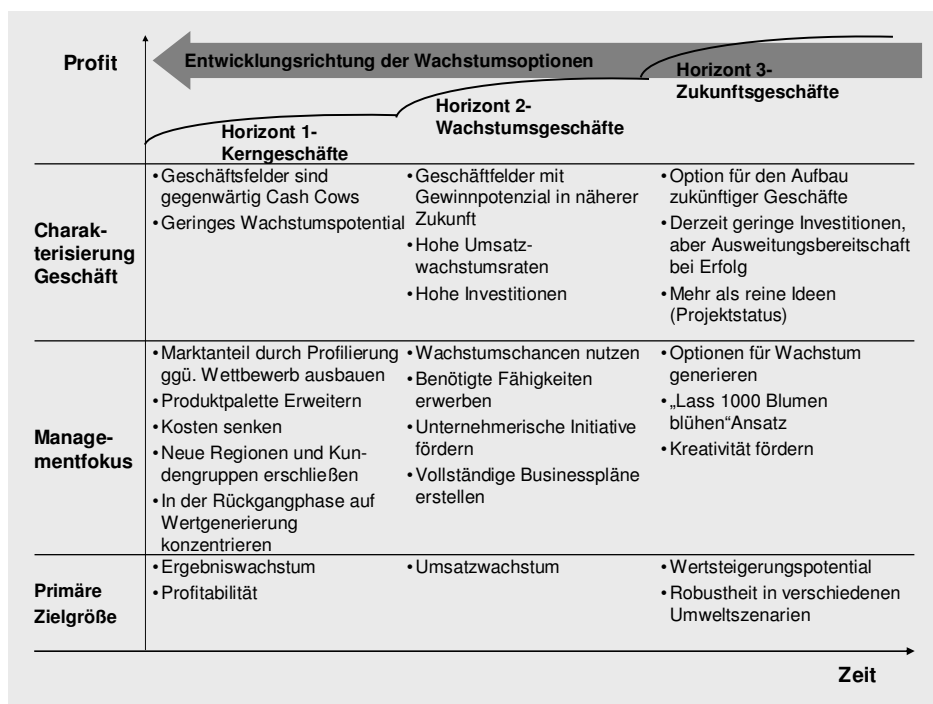 Profit
Entwicklungsrichtung der Wachstumsoptionen
Horizont 1-
Kerngeschäfte
Horizont 2-
Wachstumsgeschäfte
Horizont 3-
Zukunftsgeschäfte
Charak-
terisierung
Geschäft
• Geschäftsfelder sind
gegenwärtig Cash Cows
• Geringes Wachstumspotential
• Geschäftfelder mit
Gewinnpotenzial in näherer
Zukunft
• Hohe Umsatz-
wachstumsraten
• Hohe Investitionen
• Option für den Aufbau
zukünftiger Geschäfte
• Derzeit geringe Investitionen,
aber Ausweitungsbereitschaft
bei Erfolg
• Mehr als reine Ideen
(Projektstatus)
Manage-
mentfokus
• Marktanteil durch Profilierung
ggü. Wettbewerb ausbauen
• Produktpalette Erweitern
• Kosten senken
• Neue Regionen und Kun-
dengruppen erschließen
• In der Rückgangphase auf
Wertgenerierung
konzentrieren
• Wachstumschancen nutzen
• Benötigte Fähigkeiten
erwerben
• Unternehmerische Initiative
fördern
• Vollständige Businesspläne
erstellen
• Optionen für Wachstum
generieren
• „Lass 1000 Blumen
blühen“Ansatz
• Kreativität fördern
Primäre
Zielgröße
• Ergebniswachstum
• Profitabilität
• Umsatzwachstum
• Wertsteigerungspotential
• Robustheit in verschiedenen
Umweltszenarien
Zeit